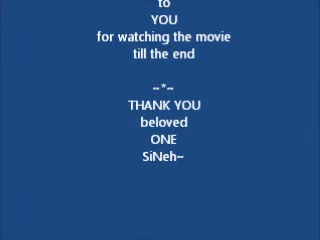 to
YOU
for watching the movie
till the end
~*~
THANK YOU
beloved
ONE
SiNeh~